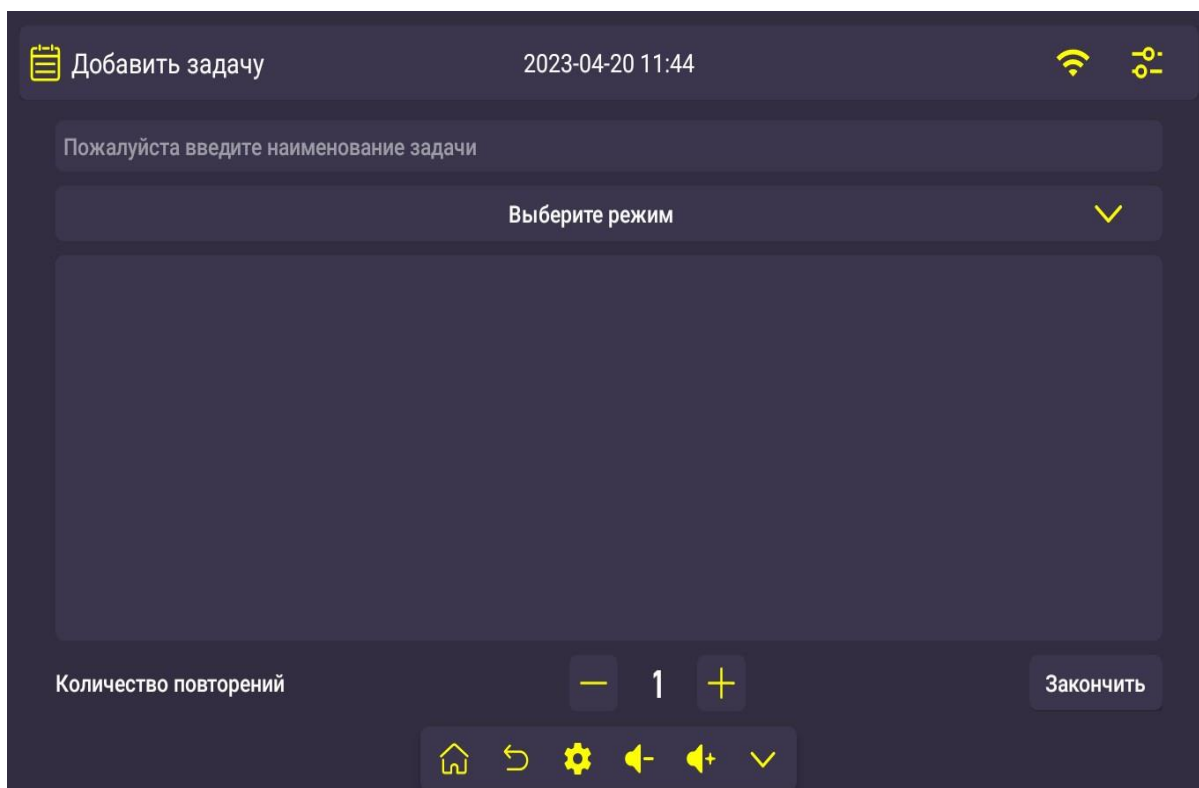 Добавить задачу 2023-04-20 11:44
Пожалуйста введите наименование задачи
Выберите режим
Количество повторений 1 Закончить